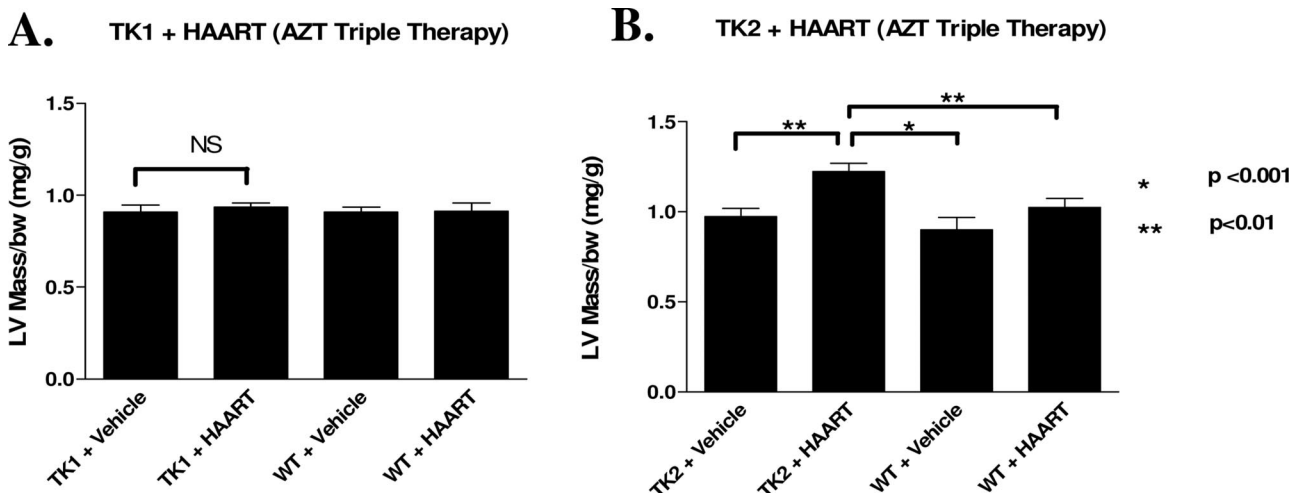 A.
TK1 + HAART (AZT Triple Therapy)
LV Mass/bw (mg/g)
1.5
1.0
0.5
0.0
NS
TK1 + Vehicle
TK1 + HAART
WT + Vehicle
WT + HAART
B.
TK2 + HAART (AZT Triple Therapy)
LV Mass/bw (mg/g)
1.5
1.0
0.5
0.0
**
**
*
TK2 + Vehicle
TK2 + HAART
WT + Vehicle
WT + HAART
* p <0.001
** p<0.01